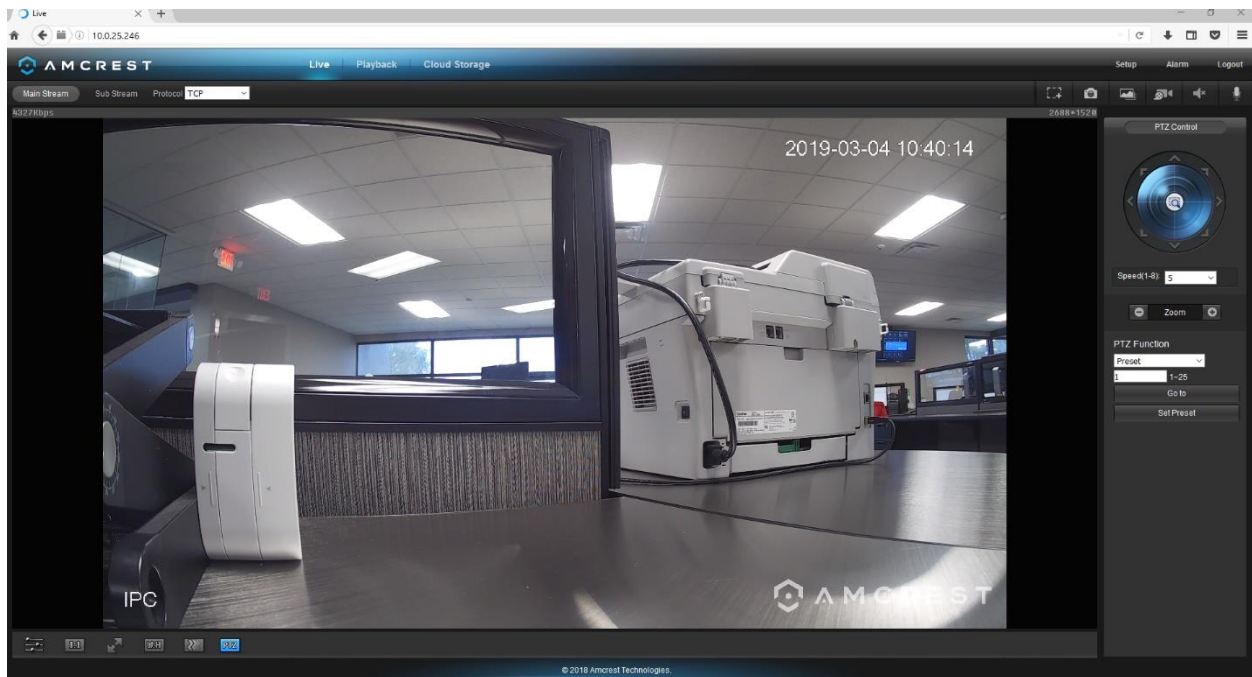 Live
10.0.25.246
AMCREST Live Playback Cloud Storage Setup Alarm Logout
Main Stream Sub Stream Protocol TCP
4327Kbps 2688*1520
2019-03-04 10:40:14
PTZ Control
Speed(1-8): 5
Zoom
PTZ Function
Preset
1 1~25
Go to
Set Preset
IPC
AMCREST
PTZ
© 2018 Amcrest Technologies.